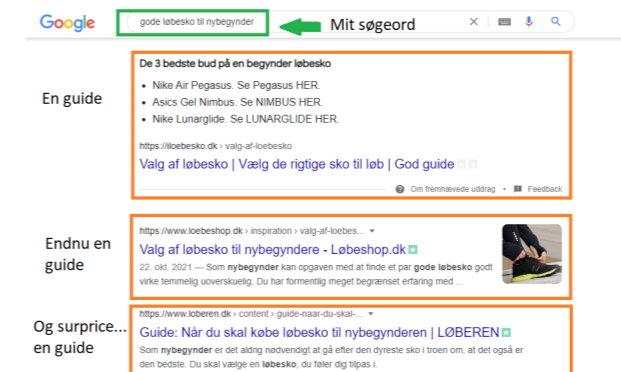 Google
gode løbesko til nybegynder
Mit søgeord
En guide
De 3 bedste bud på en begynder løbesko
• Nike Air Pegasus. Se Pegasus HER.
• Asics Gel Nimbus. Se NIMBUS HER.
• Nike Lunarglide. Se LUNARGLIDE HER.
https://iloebesko.dk › valg-af-loebesko
Valg af løbesko | Vælg de rigtige sko til løb | God guide
Om fremhævede uddrag • Feedback
Endnu en
guide
https://www.loebeshop.dk › inspiration › valg-af-loebes...
Valg af løbesko til nybegyndere - Løbeshop.dk
22. okt. 2021 — Som nybegynder kan opgaven med at finde et par gode løbesko godt
virke temmelig uoverskuelig. Du har formentlig meget begrænset erfaring med ...
Og surprice...
en guide
https://www.loberen.dk › content › guide-naar-du-skal-...
Guide: Når du skal købe løbesko til nybegynderen | LØBEREN
Som nybegynder er det aldrig nødvendigt at gå efter den dyreste sko i troen om, at det også er
den bedste. Du skal vælge en løbesko, du føler dig tilpas i.